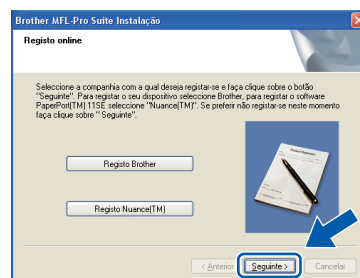 Brother MFL-Pro Suite Instalação
Registo online
Seleccione a companhia com a qual deseja registar-se e faça clique sobre o botão
"Seguinte". Para registar o seu dispositivo seleccione Brother, para registar o software
PaperPort(TM) 11SE seleccione "Nuance(TM)". Se preferir não registar-se neste momento
faça clique sobre " Seguinte".
Registo Brother
Registo Nuance(TM)
< Anterior
Seguinte >
Cancelar